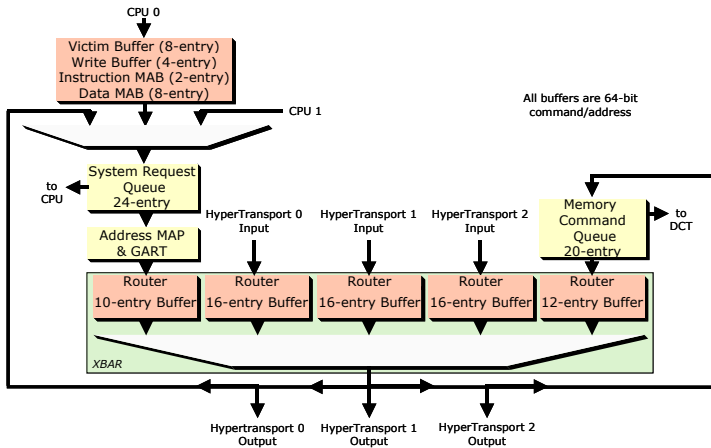 CPU 0
Victim Buffer (8-entry)
Write Buffer (4-entry)
Instruction MAB (2-entry)
Data MAB (8-entry)
CPU 1
All buffers are 64-bit
command/address
System Request
Queue
24-entry
to
CPU
Address MAP
& GART
HyperTransport 0
Input
HyperTransport 1
Input
HyperTransport 2
Input
Memory
Command
Queue
20-entry
to
DCT
Router
10-entry Buffer
Router
16-entry Buffer
Router
16-entry Buffer
Router
16-entry Buffer
Router
12-entry Buffer
XBAR
Hypertransport 0
Output
HyperTransport 1
Output
HyperTransport 2
Output